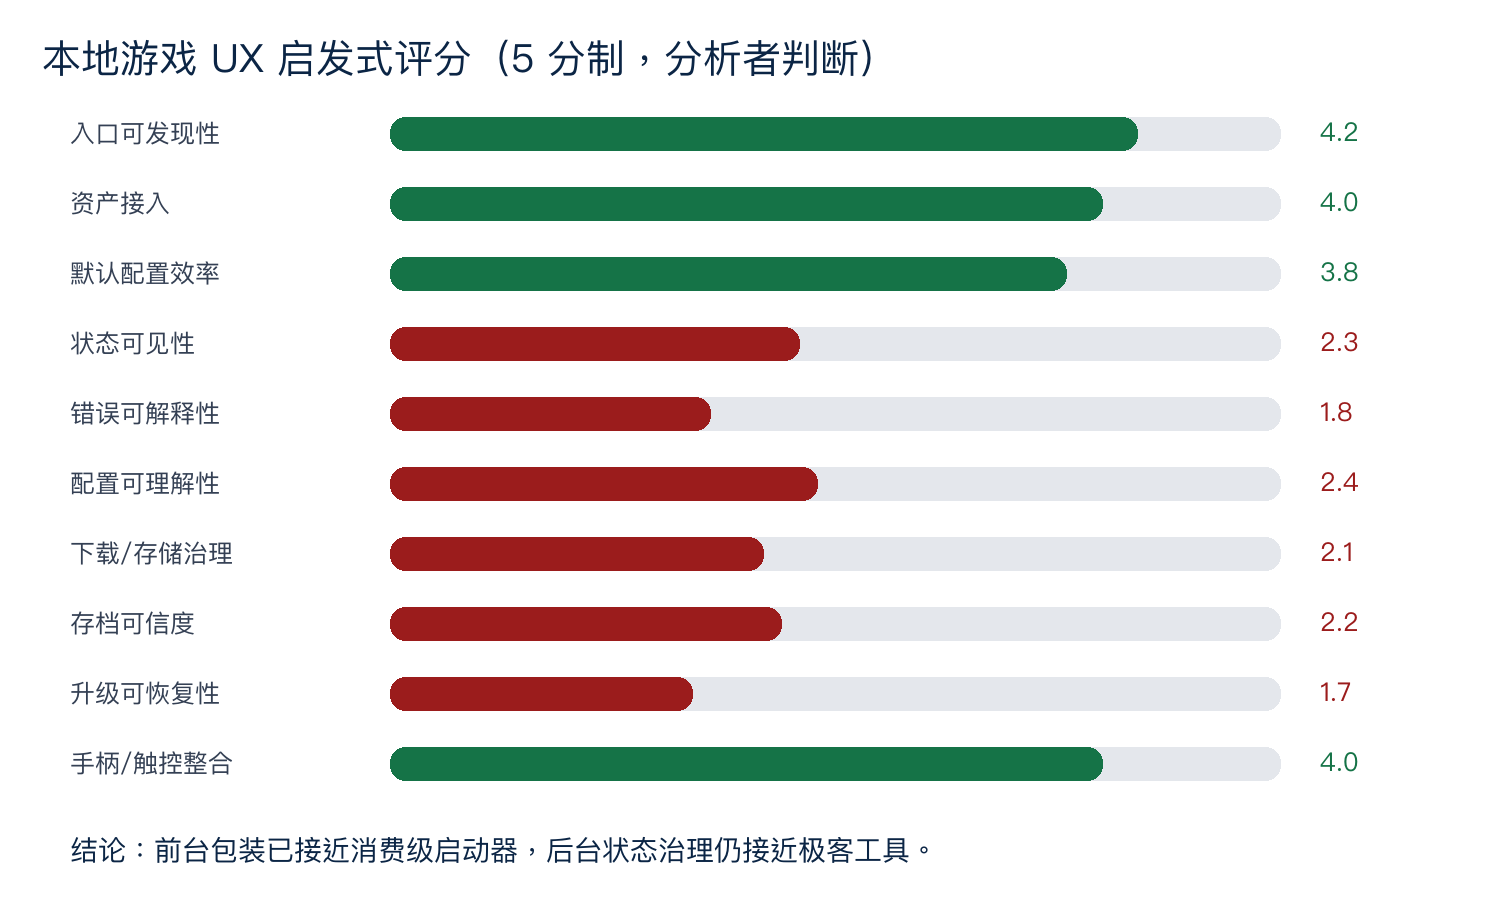 本地游戏 UX 启发式评分（5 分制，分析者判断）
入口可发现性 4.2
资产接入 4.0
默认配置效率 3.8
状态可见性 2.3
错误可解释性 1.8
配置可理解性 2.4
下载/存储治理 2.1
存档可信度 2.2
升级可恢复性 1.7
手柄/触控整合 4.0
结论：前台包装已接近消费级启动器，后台状态治理仍接近极客工具。